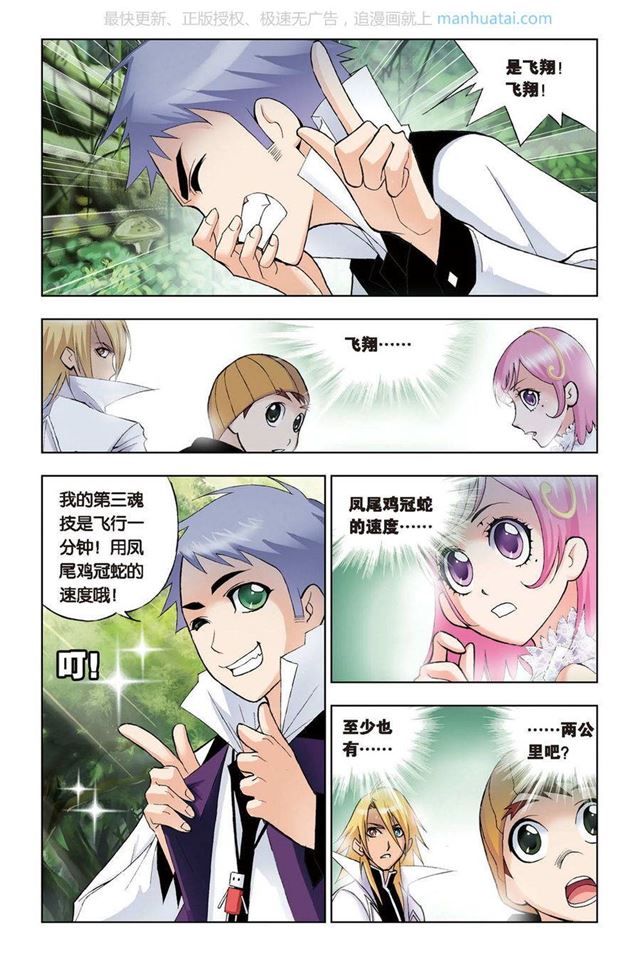 最快更新、正版授权、极速无广告，追漫画就上 manhuatai.com
是飞翔！
飞翔！
飞翔……
我的第三魂
技是飞行一
分钟！用凤
尾鸡冠蛇的
速度哦！
叮！
凤尾鸡冠蛇
的速度……
至少也
有……
……两公
里吧？